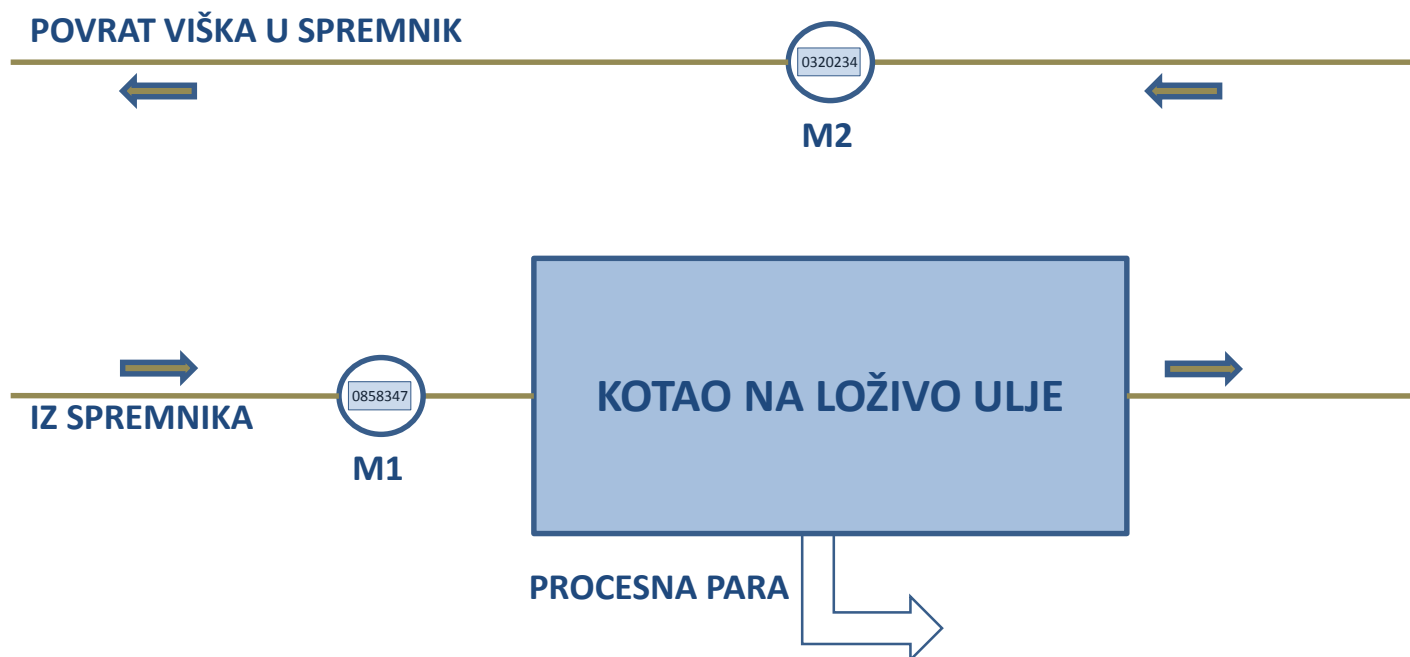 POVRAT VIŠKA U SPREMNIK
0320234
M2
IZ SPREMNIKA
0858347
M1
KOTAO NA LOŽIVO ULJE
PROCESNA PARA